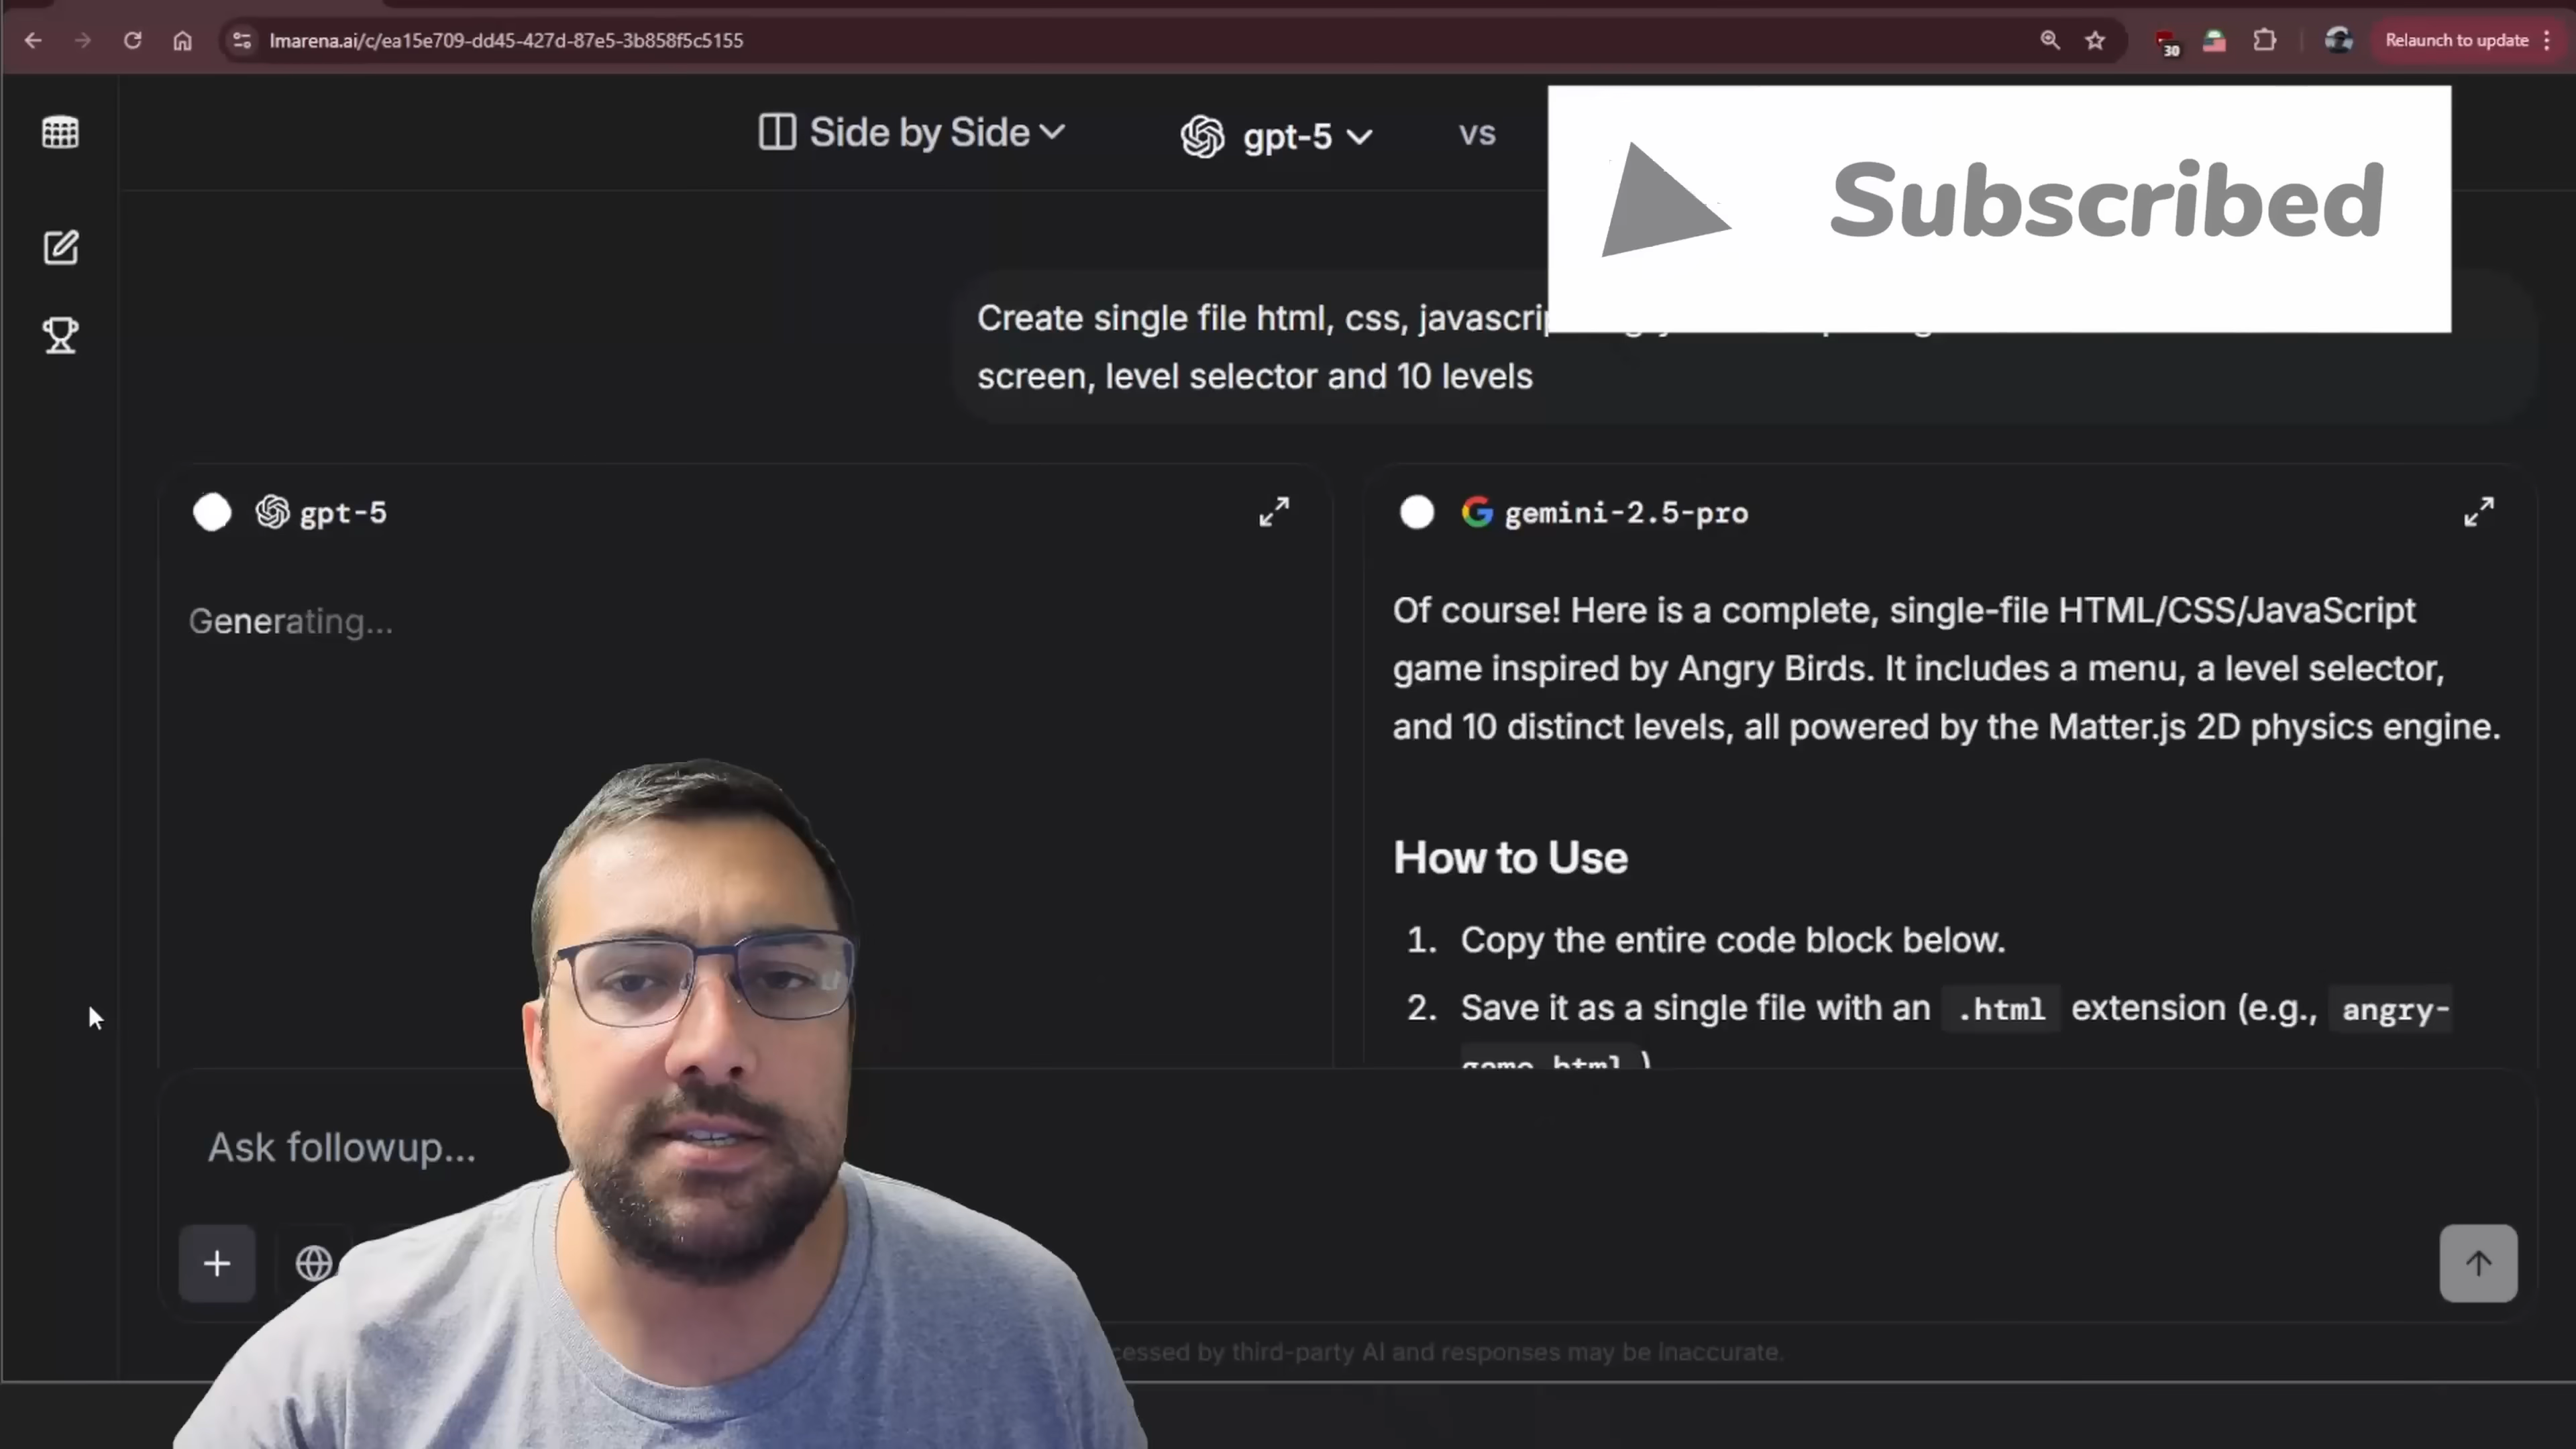 lmarena.ai/c/ea15e709-dd45-427d-87e5-3b858f5c5155
30
Relaunch to update
Side by Side
gpt-5
VS
Subscribed
Create single file html, css, javascrip
screen, level selector and 10 levels
gpt-5
Generating...
gemini-2.5-pro
Of course! Here is a complete, single-file HTML/CSS/JavaScript
game inspired by Angry Birds. It includes a menu, a level selector,
and 10 distinct levels, all powered by the Matter.js 2D physics engine.
How to Use
1. Copy the entire code block below.
2. Save it as a single file with an .html extension (e.g., angry-
game.html )
Ask followup...
cessed by third-party AI and responses may be inaccurate.